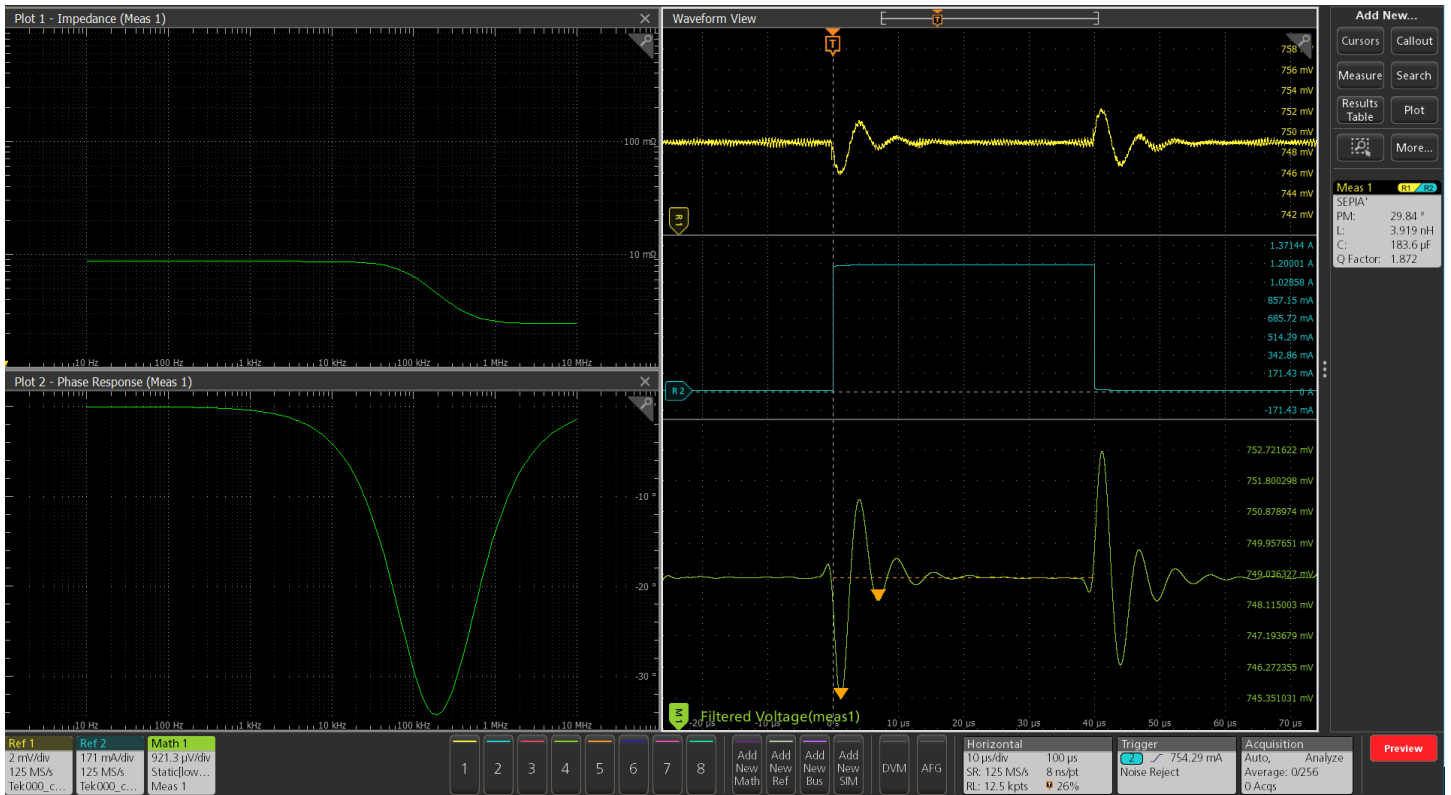 Plot 1 - Impedance (Meas 1)
100 mΩ
10 mΩ
10 Hz 100 Hz 1 kHz 10 kHz 100 kHz 1 MHz 10 MHz
Plot 2 - Phase Response (Meas 1)
-10 °
-20 °
-30 °
10 Hz 100 Hz 1 kHz 10 kHz 100 kHz 1 MHz 10 MHz
Waveform View
T
T
758
756 mV
754 mV
752 mV
750 mV
748 mV
746 mV
744 mV
742 mV
R1
1.37144 A
1.20001 A
1.02858 A
857.15 mA
685.72 mA
514.29 mA
342.86 mA
171.43 mA
0 A
-171.43 mA
R2
752.721622 mV
751.800298 mV
750.878974 mV
749.957651 mV
749.036327 mV
748.115003 mV
747.193679 mV
746.272355 mV
745.351031 mV
M1
Filtered Voltage(meas1)
-20 µs -10 µs 0 s 10 µs 20 µs 30 µs 40 µs 50 µs 60 µs 70 µs
Add New...
Cursors Callout
Measure Search
Results Table Plot
More...
Meas 1 R1 R2
SEPIA'
PM: 29.84 °
L: 3.919 nH
C: 183.6 µF
Q Factor: 1.872
Ref 1
2 mV/div
125 MS/s
Tek000_c...
Ref 2
171 mA/div
125 MS/s
Tek000_c...
Math 1
921.3 µV/div
Static|low...
Meas 1
1 2 3 4 5 6 7 8
Add New Math
Add New Ref
Add New Bus
Add New SIM
DVM
AFG
Horizontal
10 µs/div 100 µs
SR: 125 MS/s 8 ns/pt
RL: 12.5 kpts 26%
Trigger
2 754.29 mA
Noise Reject
Acquisition
Auto, Analyze
Average: 0/256
0 Acqs
Preview